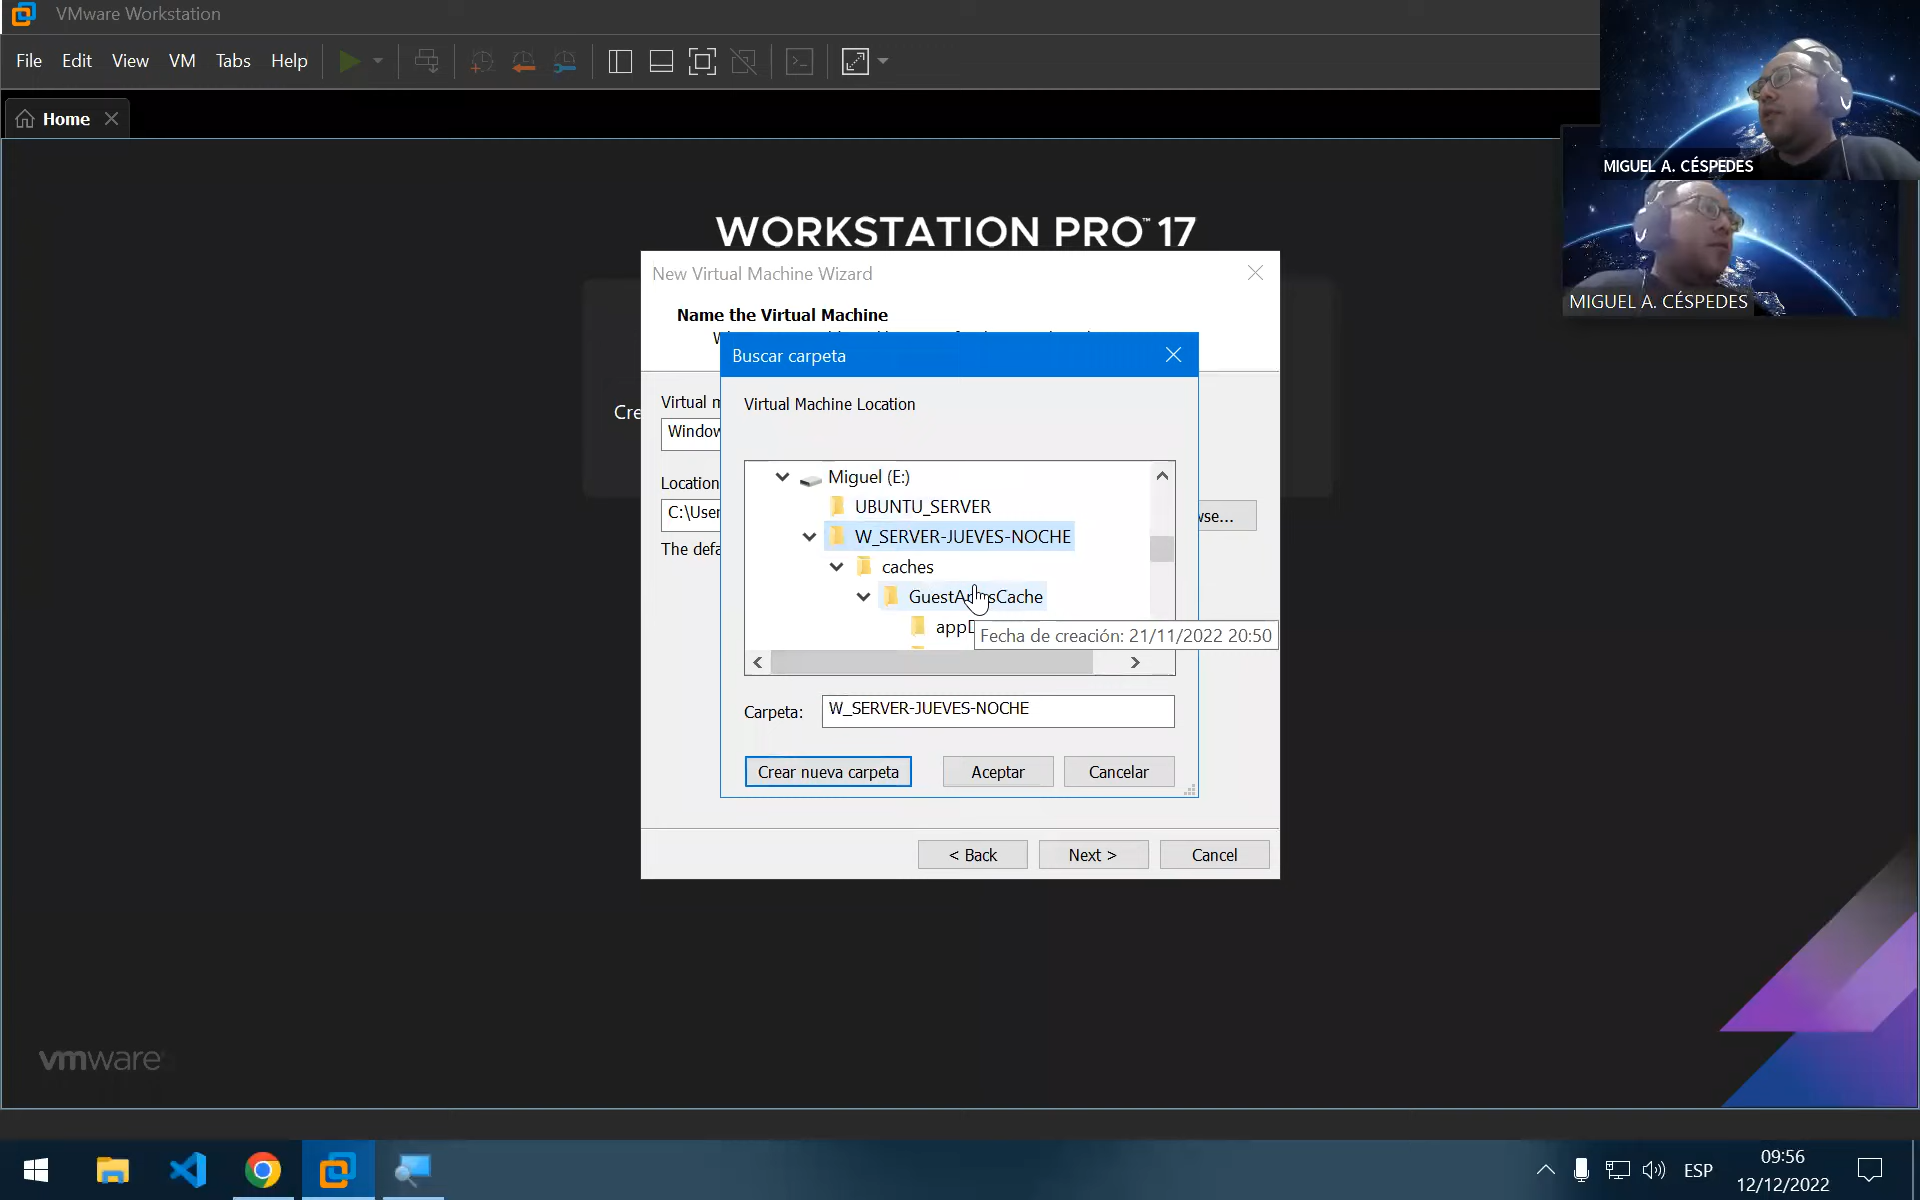 VMware Workstation
File Edit View VM Tabs Help
Home
MIGUEL A. CÉSPEDES
MIGUEL A. CÉSPEDES
WORKSTATION PRO™ 17
New Virtual Machine Wizard
Name the Virtual Machine
Buscar carpeta
Virtual Machine Location
Virtual m
Window
Cre
Location
C:\User
The defa
Miguel (E:)
UBUNTU_SERVER
W_SERVER-JUEVES-NOCHE
caches
appD
Fecha de creación: 21/11/2022 20:50
Carpeta: W_SERVER-JUEVES-NOCHE
Crear nueva carpeta Aceptar Cancelar
< Back Next > Cancel
vmware
ESP
09:56
12/12/2022